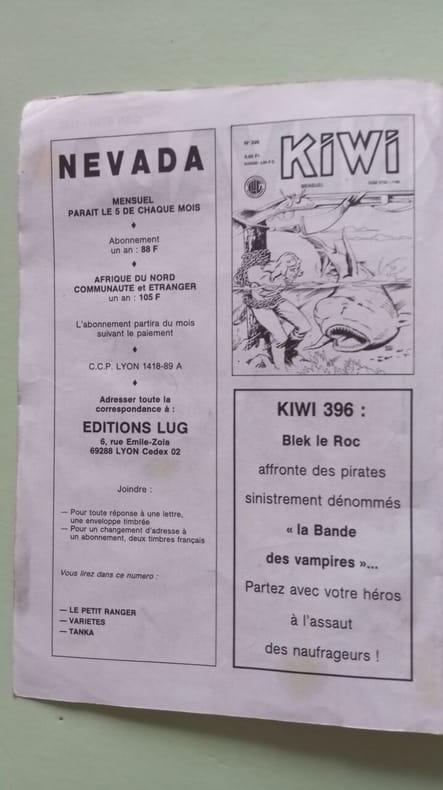 NEVADA
MENSUEL
PARAIT LE 5 DE CHAQUE MOIS
Abonnement
un an : 88 F
AFRIQUE DU NORD
COMMUNAUTE et ETRANGER
un an : 105 F
L'abonnement partira du mois
suivant le paiement
C.C.P. LYON 1418-89 A
Adresser toute la
correspondance à :
EDITIONS LUG
6, rue Emile-Zola
69288 LYON Cedex 02
Joindre :
— Pour toute réponse à une lettre,
une enveloppe timbrée
— Pour un changement d'adresse à
un abonnement, deux timbres français
Vous lirez dans ce numero :
— LE PETIT RANGER
— VARIETES
— TANKA
KiWi
MENSUEL
KIWI 396 :
Blek le Roc
affronte des pirates
sinistrement dénommés
« la Bande
des vampires »...
Partez avec votre héros
à l'assaut
des naufrageurs !